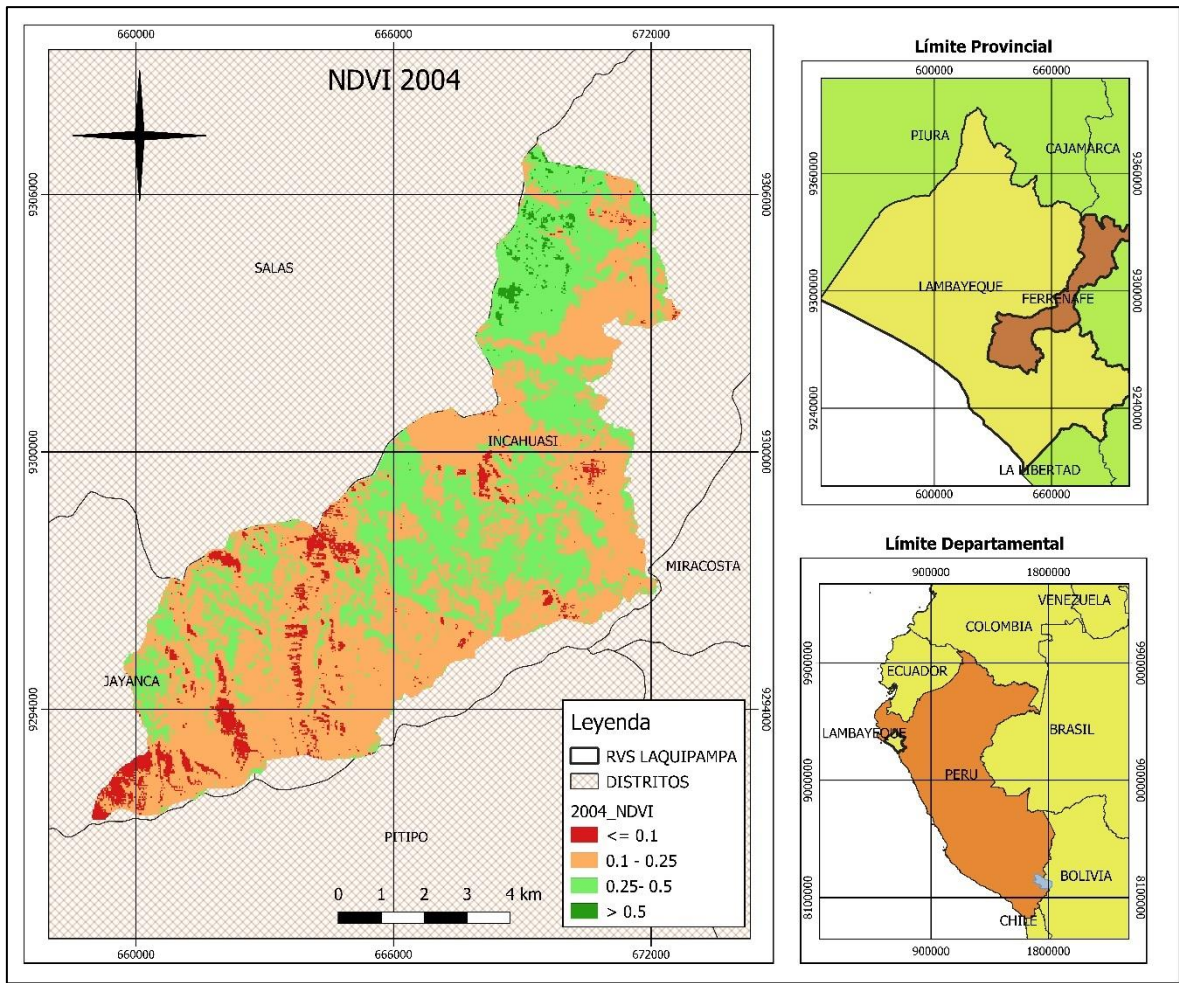 NDVI 2004
660000
666000
672000
9306000
9306000
9300000
9300000
9294000
9294000
660000
666000
672000
SALAS
INCAHUASI
MIRACOSTA
JAYANCA
PITIPO
0 1 2 3 4 km
Leyenda
RVS LAQUIPAMPA
DISTRITOS
2004_NDVI
<= 0.1
0.1 - 0.25
0.25- 0.5
> 0.5
Límite Provincial
600000
660000
9360000
9360000
9300000
9300000
9240000
9240000
600000
660000
PIURA
CAJAMARCA
LAMBAYEQUE
FERREÑAFE
LA LIBERTAD
Límite Departamental
900000
1800000
9900000
9900000
9000000
9000000
8100000
8100000
900000
1800000
VENEZUELA
COLOMBIA
ECUADOR
LAMBAYEQUE
BRASIL
PERU
BOLIVIA
CHILE